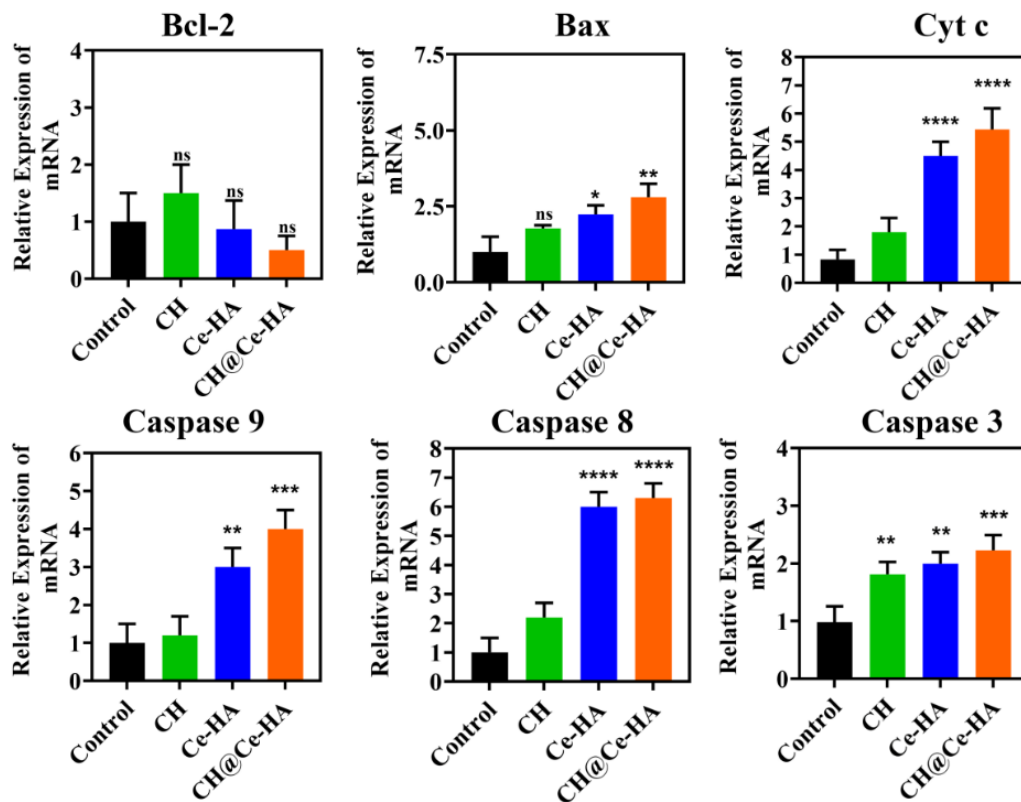 Bcl-2
Relative Expression of
mRNA
4
3
2
1
0
ns
ns
ns
Control
CH
Ce-HA
CH@Ce-HA
Bax
Relative Expression of
mRNA
7.5
5.0
2.5
0.0
ns
*
**
Control
CH
Ce-HA
CH@Ce-HA
Cyt c
Relative Expression of
mRNA
8
7
6
5
4
3
2
1
0
****
****
Control
CH
Ce-HA
CH@Ce-HA
Caspase 9
Relative Expression of
mRNA
6
5
4
3
2
1
0
**
***
Control
CH
Ce-HA
CH@Ce-HA
Caspase 8
Relative Expression of
mRNA
8
7
6
5
4
3
2
1
0
****
****
Control
CH
Ce-HA
CH@Ce-HA
Caspase 3
Relative Expression of
mRNA
4
3
2
1
0
**
**
***
Control
CH
Ce-HA
CH@Ce-HA